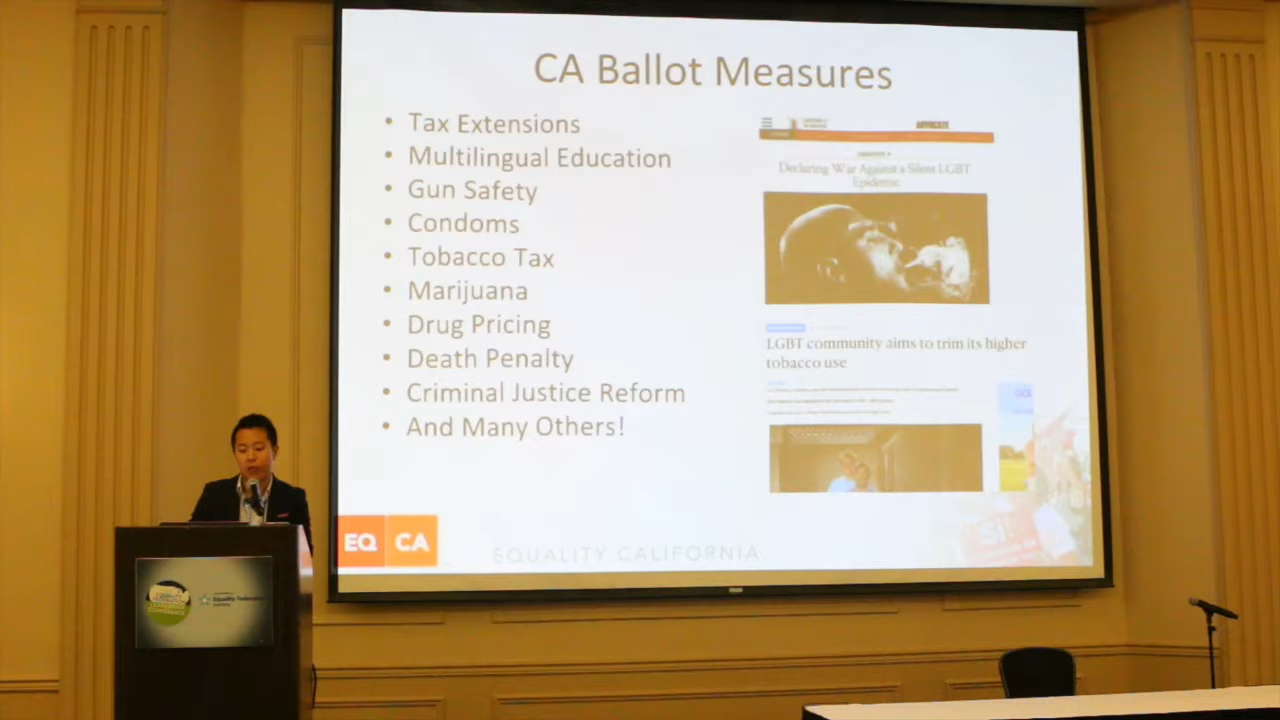 CA Ballot Measures
• Tax Extensions
• Multilingual Education
• Gun Safety
• Condoms
• Tobacco Tax
• Marijuana
• Drug Pricing
• Death Penalty
• Criminal Justice Reform
• And Many Others!
Declaring War Against a Silent LGBT
Epidemic
LGBT community aims to trim its higher
tobacco use
EQ CA
EQUALITY CALIFORNIA
Equality Federation